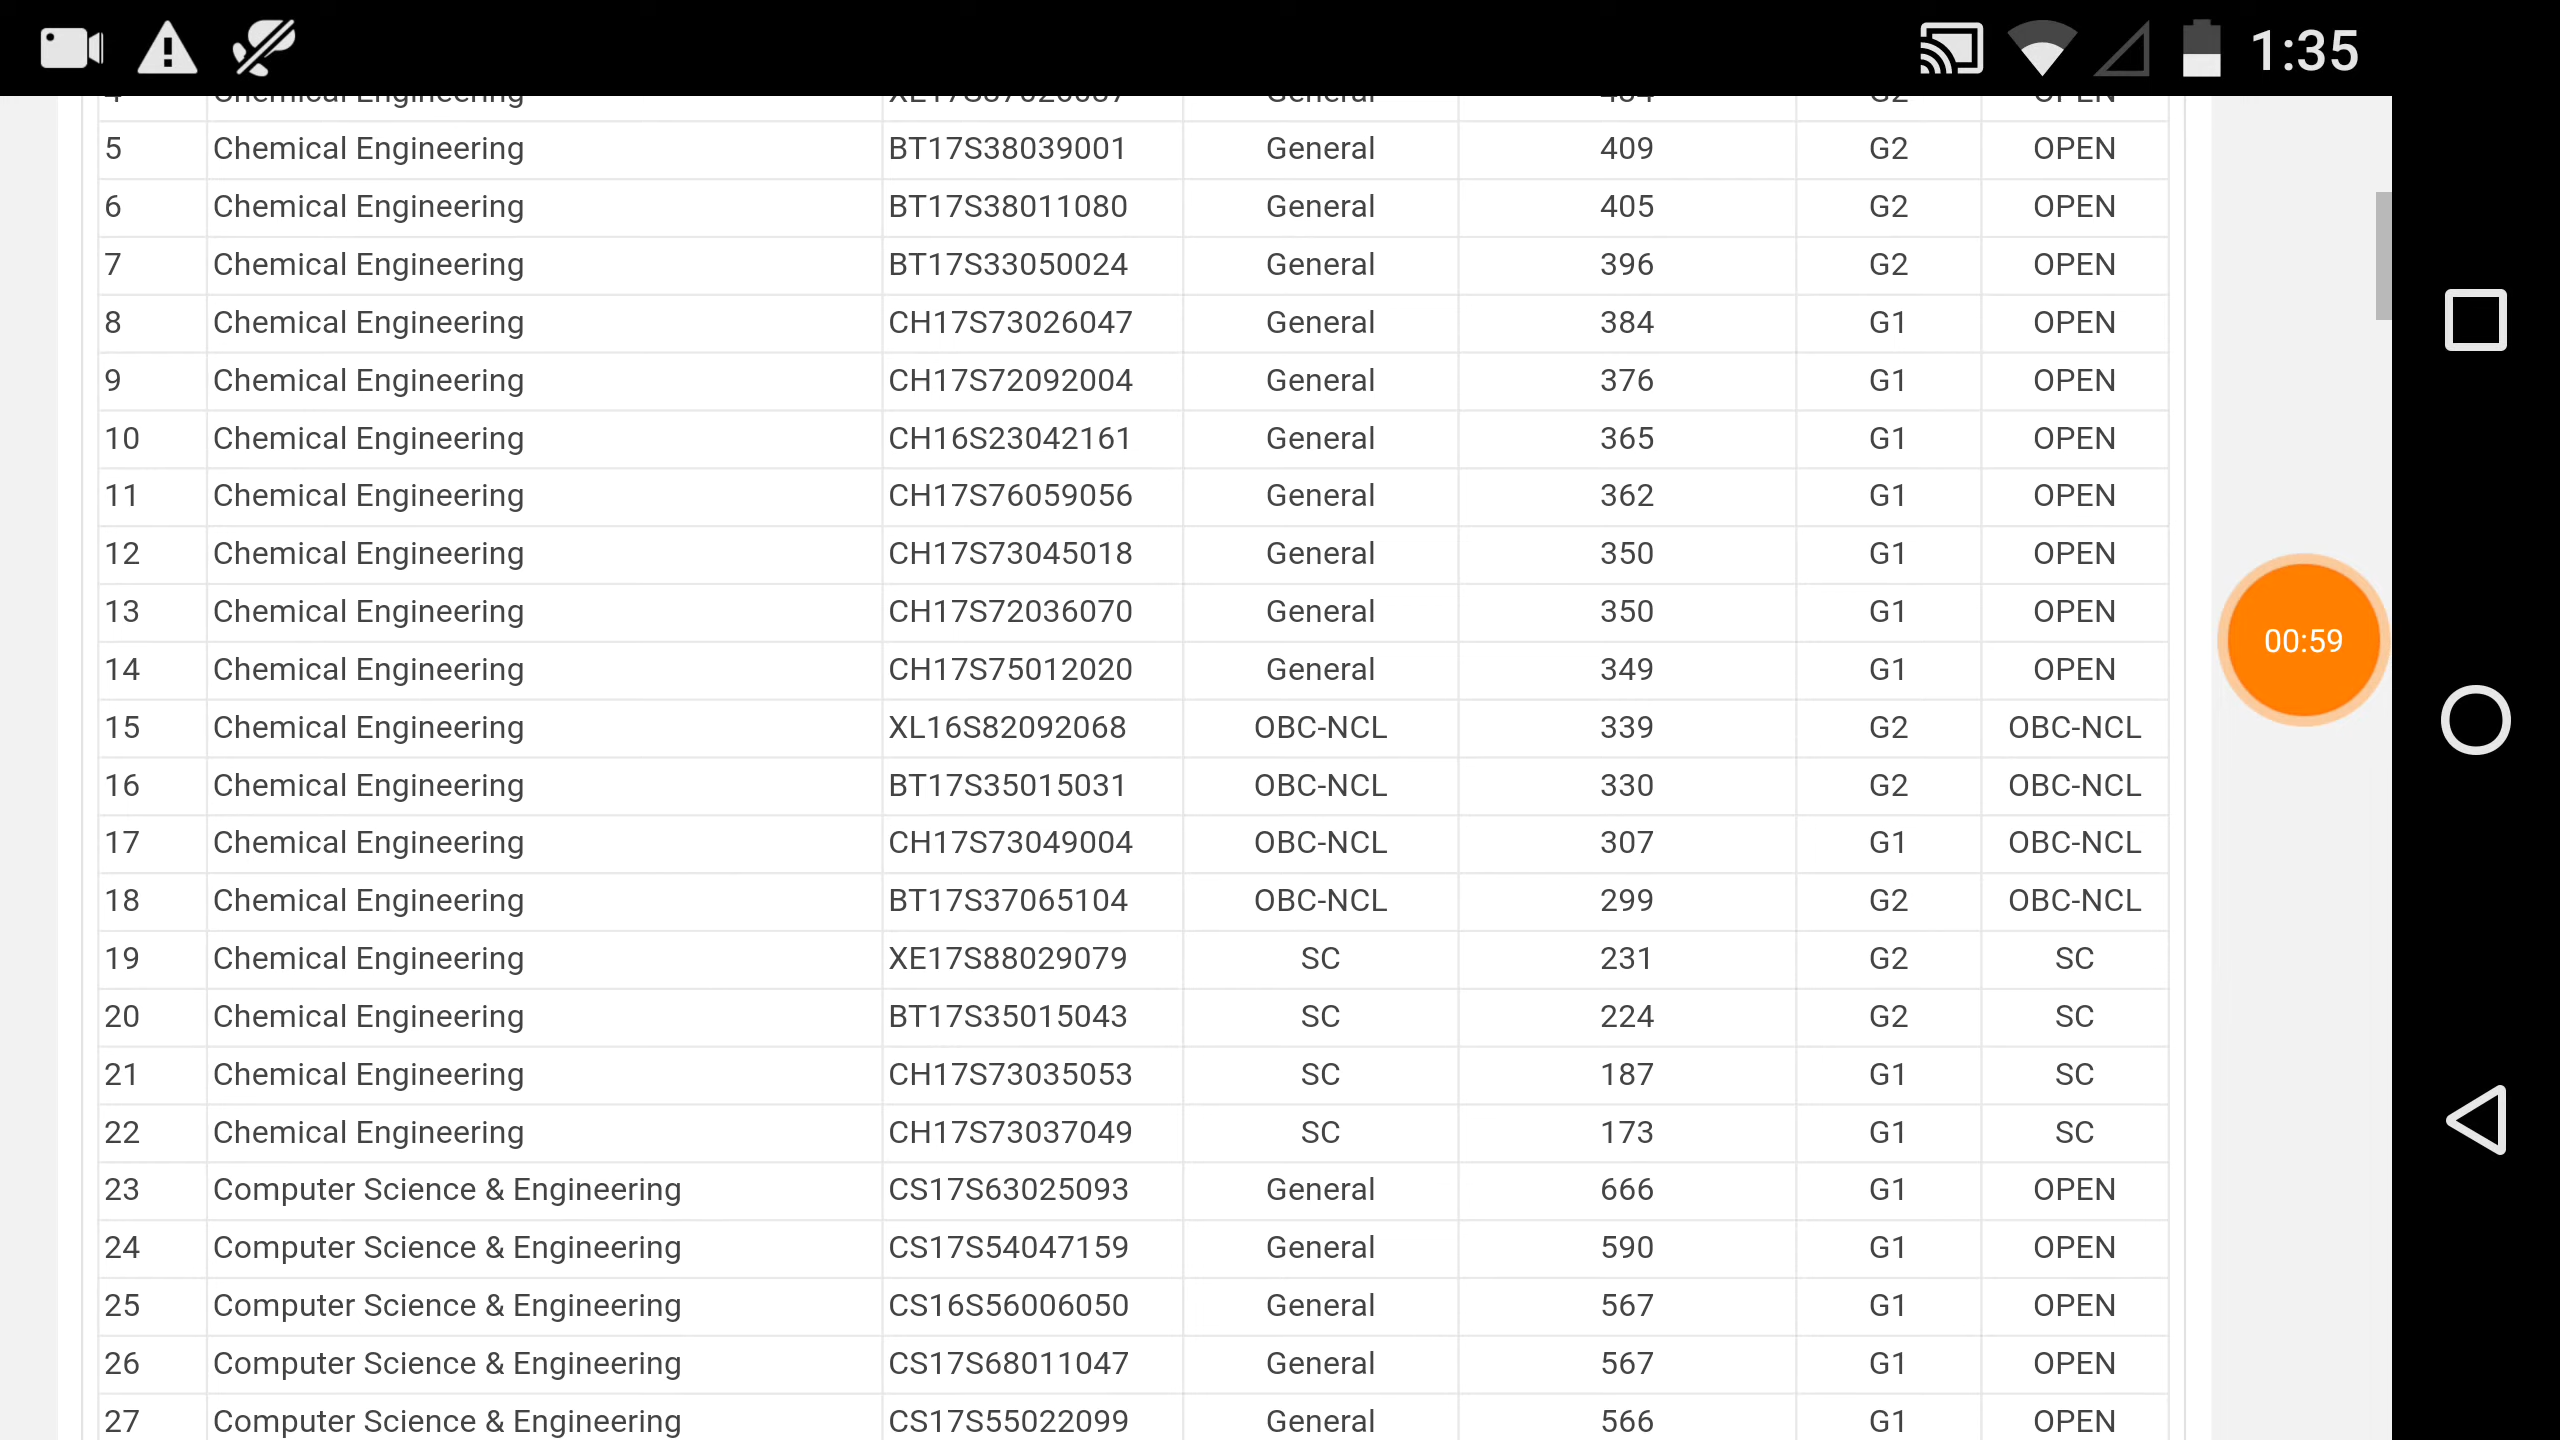 1:35
5 Chemical Engineering BT17S38039001 General 409 G2 OPEN
6 Chemical Engineering BT17S38011080 General 405 G2 OPEN
7 Chemical Engineering BT17S33050024 General 396 G2 OPEN
8 Chemical Engineering CH17S73026047 General 384 G1 OPEN
9 Chemical Engineering CH17S72092004 General 376 G1 OPEN
10 Chemical Engineering CH16S23042161 General 365 G1 OPEN
11 Chemical Engineering CH17S76059056 General 362 G1 OPEN
12 Chemical Engineering CH17S73045018 General 350 G1 OPEN
13 Chemical Engineering CH17S72036070 General 350 G1 OPEN
00:59
14 Chemical Engineering CH17S75012020 General 349 G1 OPEN
15 Chemical Engineering XL16S82092068 OBC-NCL 339 G2 OBC-NCL
16 Chemical Engineering BT17S35015031 OBC-NCL 330 G2 OBC-NCL
17 Chemical Engineering CH17S73049004 OBC-NCL 307 G1 OBC-NCL
18 Chemical Engineering BT17S37065104 OBC-NCL 299 G2 OBC-NCL
19 Chemical Engineering XE17S88029079 SC 231 G2 SC
20 Chemical Engineering BT17S35015043 SC 224 G2 SC
21 Chemical Engineering CH17S73035053 SC 187 G1 SC
22 Chemical Engineering CH17S73037049 SC 173 G1 SC
23 Computer Science & Engineering CS17S63025093 General 666 G1 OPEN
24 Computer Science & Engineering CS17S54047159 General 590 G1 OPEN
25 Computer Science & Engineering CS16S56006050 General 567 G1 OPEN
26 Computer Science & Engineering CS17S68011047 General 567 G1 OPEN
27 Computer Science & Engineering CS17S55022099 General 566 G1 OPEN